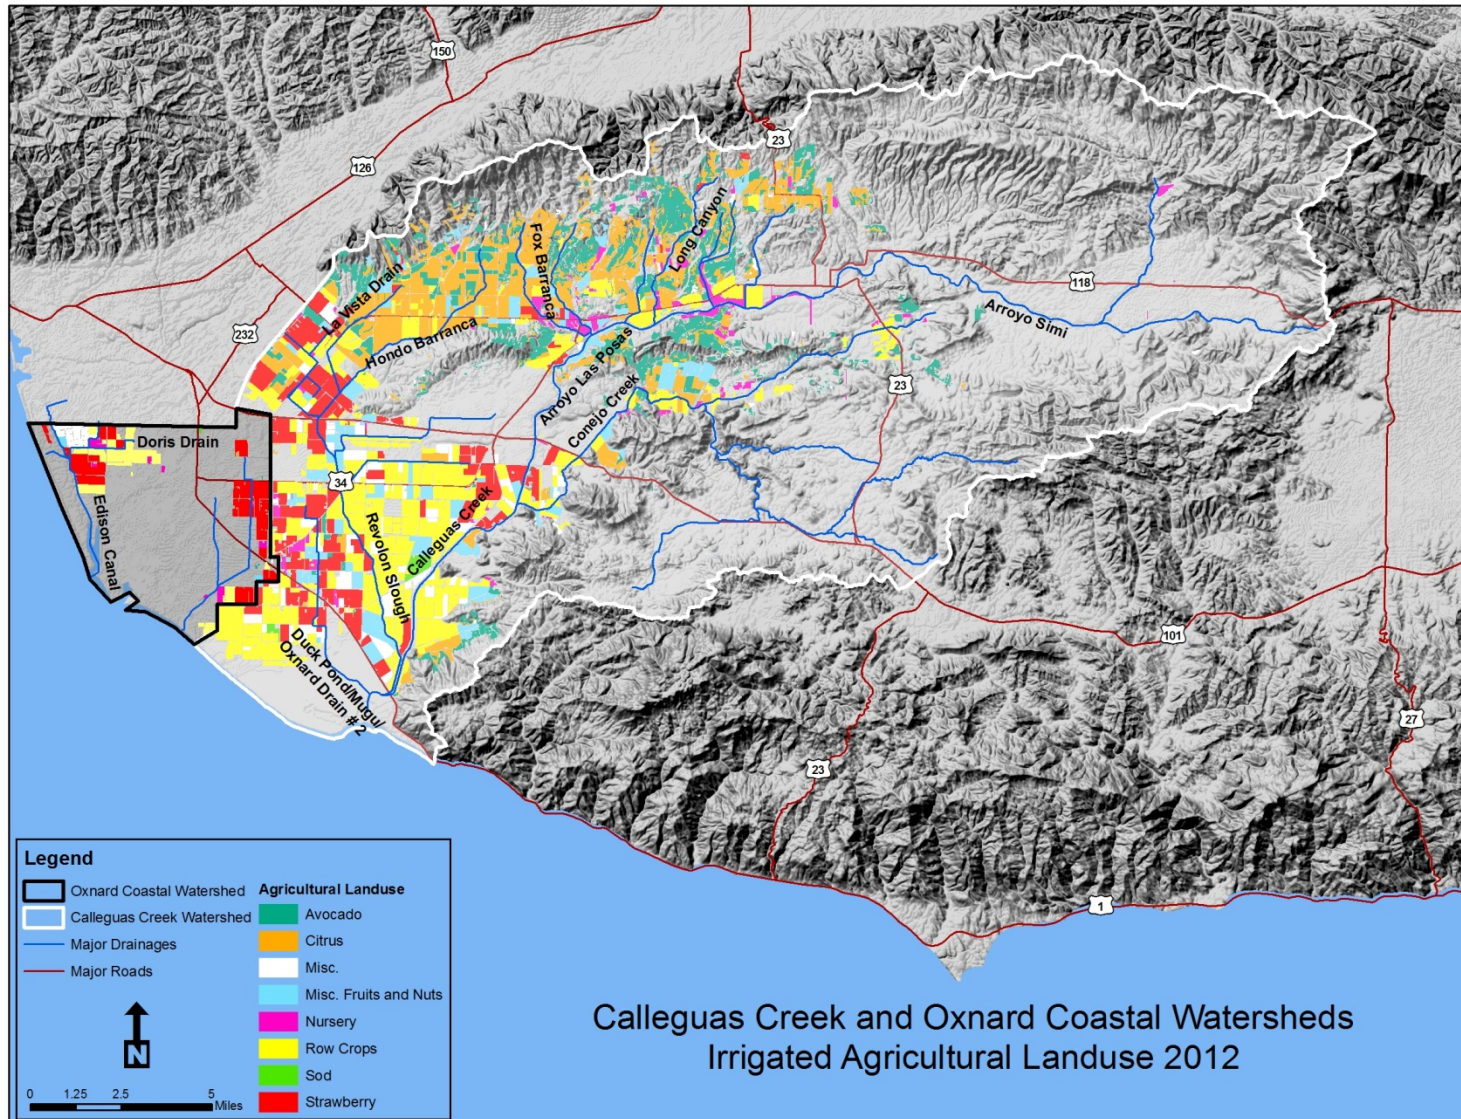 150
126
23
Long Canyon
Fox Barranca
La Vista Drain
118
232
Hondo Barranca
Arroyo Simi
Arroyo Las Posas
23
Conejo Creek
Doris Drain
34
Edison Canal
Revolon Slough
Calleguas Creek
101
Duck Pond/Mugu/
Oxnard Drain # 2
27
23
1
Legend
Oxnard Coastal Watershed
Calleguas Creek Watershed
Major Drainages
Major Roads
N
0 1.25 2.5 5
Miles
Agricultural Landuse
Avocado
Citrus
Misc.
Misc. Fruits and Nuts
Nursery
Row Crops
Sod
Strawberry
Calleguas Creek and Oxnard Coastal Watersheds
Irrigated Agricultural Landuse 2012